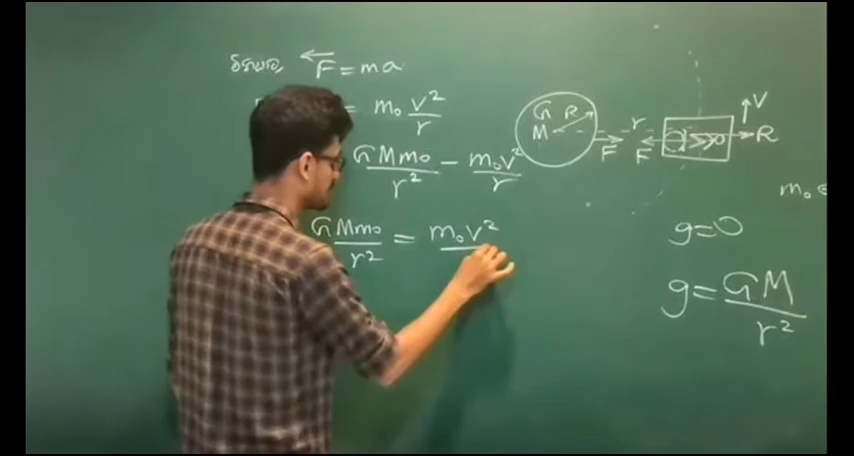 F = ma
= m₀ v²/r
GMm₀/r² − m₀v²/r
GMm₀/r² = m₀v²
G R
M
F
r
F
V
R
m₀
g=0
g = GM/r²